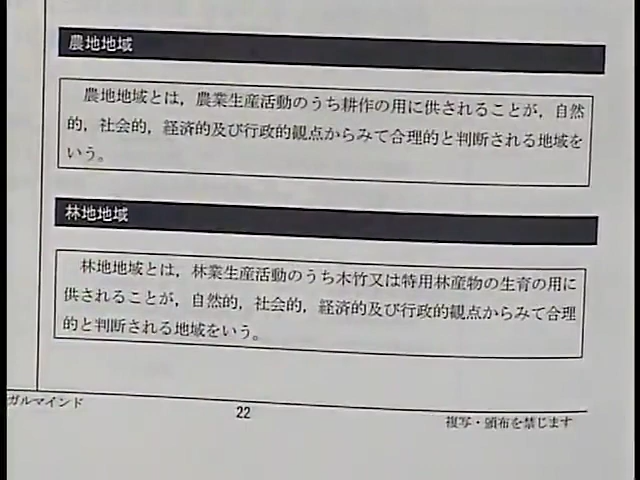 農地地域
農地地域とは，農業生産活動のうち耕作の用に供されることが，自然
的，社会的，経済的及び行政的観点からみて合理的と判断される地域を
いう。
林地地域
林地地域とは，林業生産活動のうち木竹又は特用林産物の生育の用に
供されることが，自然的，社会的，経済的及び行政的観点からみて合理
的と判断される地域をいう。
ガルマインド
22
複写・頒布を禁じます